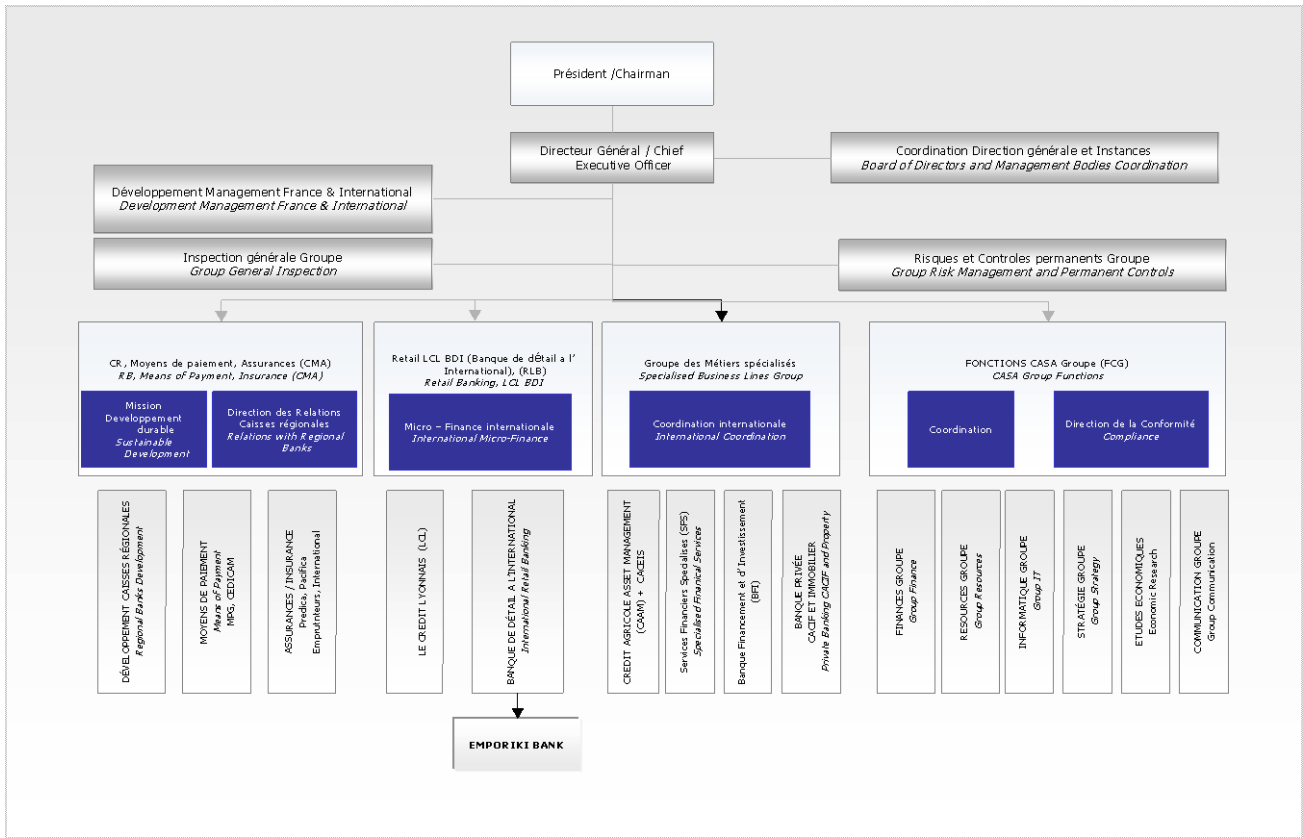 Président /Chairman
Directeur Général / Chief
Executive Officer
Coordination Direction générale et Instances
Board of Directors and Management Bodies Coordination
Développement Management France & International
Development Management France & International
Inspection générale Groupe
Group General Inspection
Risques et Controles permanents Groupe
Group Risk Management and Permanent Controls
CR, Moyens de paiement, Assurances (CMA)
RB, Means of Payment, Insurance (CMA)
Mission
Developpement
durable
Sustainable
Development
Direction des Relations
Caisses régionales
Relations with Regional
Banks
Retail LCL BDI (Banque de détail a l’
International), (RLB)
Retail Banking, LCL BDI
Micro – Finance internationale
International Micro-Finance
Groupe des Métiers spécialisés
Specialised Business Lines Group
Coordination internationale
International Coordination
FONCTIONS CASA Groupe (FCG)
CASA Group Functions
Coordination
Direction de la Conformité
Compliance
DÉVELOPPEMENT CAISSES RÉGIONALES
Regional Banks Development
MOYENS DE PAIEMENT
Means of Payment
MPG, CEDICAM
ASSURANCES / INSURANCE
Predica, Pacifica
Emprutnteurs, International
LE CREDIT LYONNAIS (LCL)
BANQUE DE DÉTAIL A L'INTERNATIONAL
International Retail Banking
CREDIT AGRICOLE ASSET MANAGEMENT
(CAAM) + CACEIS
Services Financiers Specialises (SFS)
Specialised Finanical Services
Banque Financement et d’ Investissement
(BFI)
BANQUE PRIVÉE
CACIF ET IMMOBILIER
Private Banking CACIF and Property
FINANCES GROUPE
Group Finance
RESOURCES GROUPE
Group Resources
INFORMATIQUE GROUPE
Group IT
STRATÉGIE GROUPE
Group Strategy
ETUDES ECONOMIQUES
Economic Research
COMMUNICATION GROUPE
Group Communication
EMPORIKI BANK